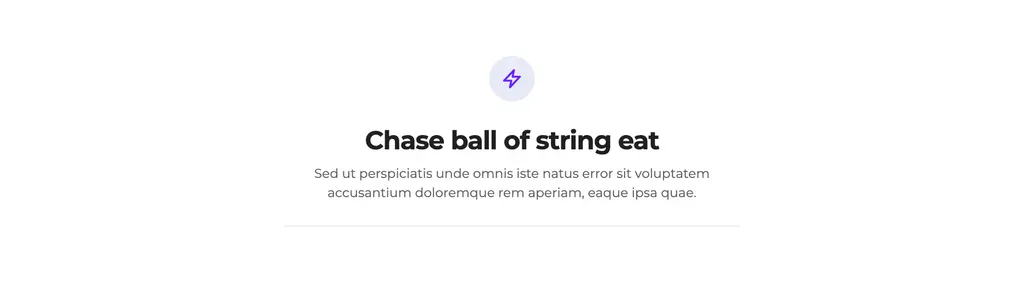 Chase ball of string eat
Sed ut perspiciatis unde omnis iste natus error sit voluptatem
accusantium doloremque rem aperiam, eaque ipsa quae.